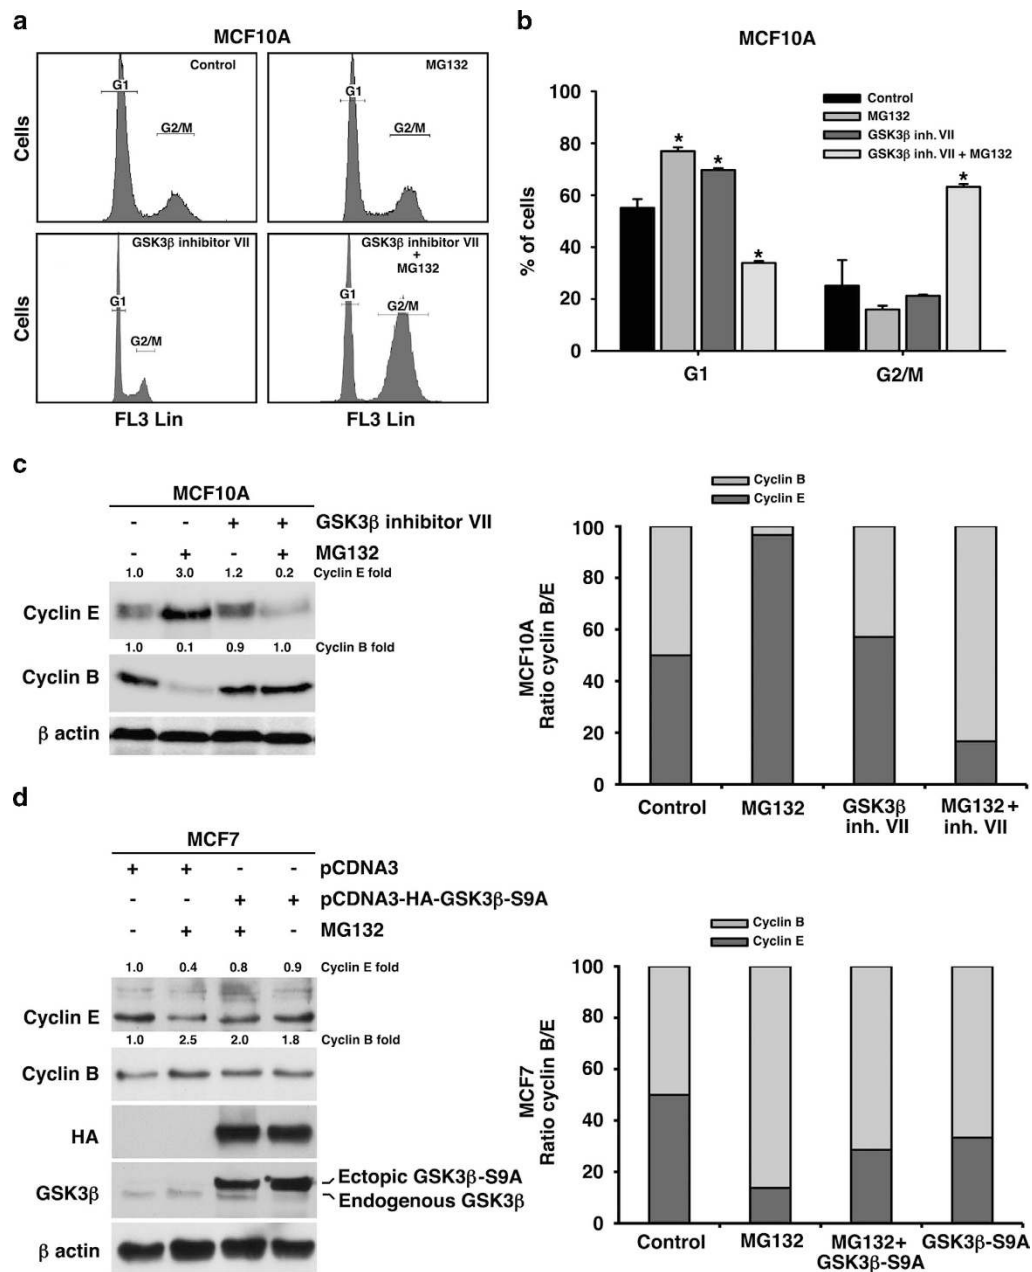 a
MCF10A
Control
G1
G2/M
Cells
MG132
G1
G2/M
GSK3β inhibitor VII
G1
G2/M
Cells
GSK3β inhibitor VII
+
MG132
G1
G2/M
FL3 Lin
FL3 Lin
b
MCF10A
Control
MG132
GSK3β inh. VII
GSK3β inh. VII + MG132
% of cells
100
80
60
40
20
0
* * * *
G1 G2/M
c
MCF10A
- - + + GSK3β inhibitor VII
- + - + MG132
1.0 3.0 1.2 0.2 Cyclin E fold
Cyclin E
1.0 0.1 0.9 1.0 Cyclin B fold
Cyclin B
β actin
Cyclin B
Cyclin E
MCF10A
Ratio cyclin B/E
100
80
60
40
20
0
Control MG132 GSK3β MG132 +
inh. VII inh. VII
d
MCF7
+ + - - pCDNA3
- - + + pCDNA3-HA-GSK3β-S9A
- + + - MG132
1.0 0.4 0.8 0.9 Cyclin E fold
Cyclin E
1.0 2.5 2.0 1.8 Cyclin B fold
Cyclin B
HA
GSK3β
Ectopic GSK3β-S9A
Endogenous GSK3β
β actin
Cyclin B
Cyclin E
MCF7
Ratio cyclin B/E
100
80
60
40
20
0
Control MG132 MG132+ GSK3β-S9A
GSK3β-S9A